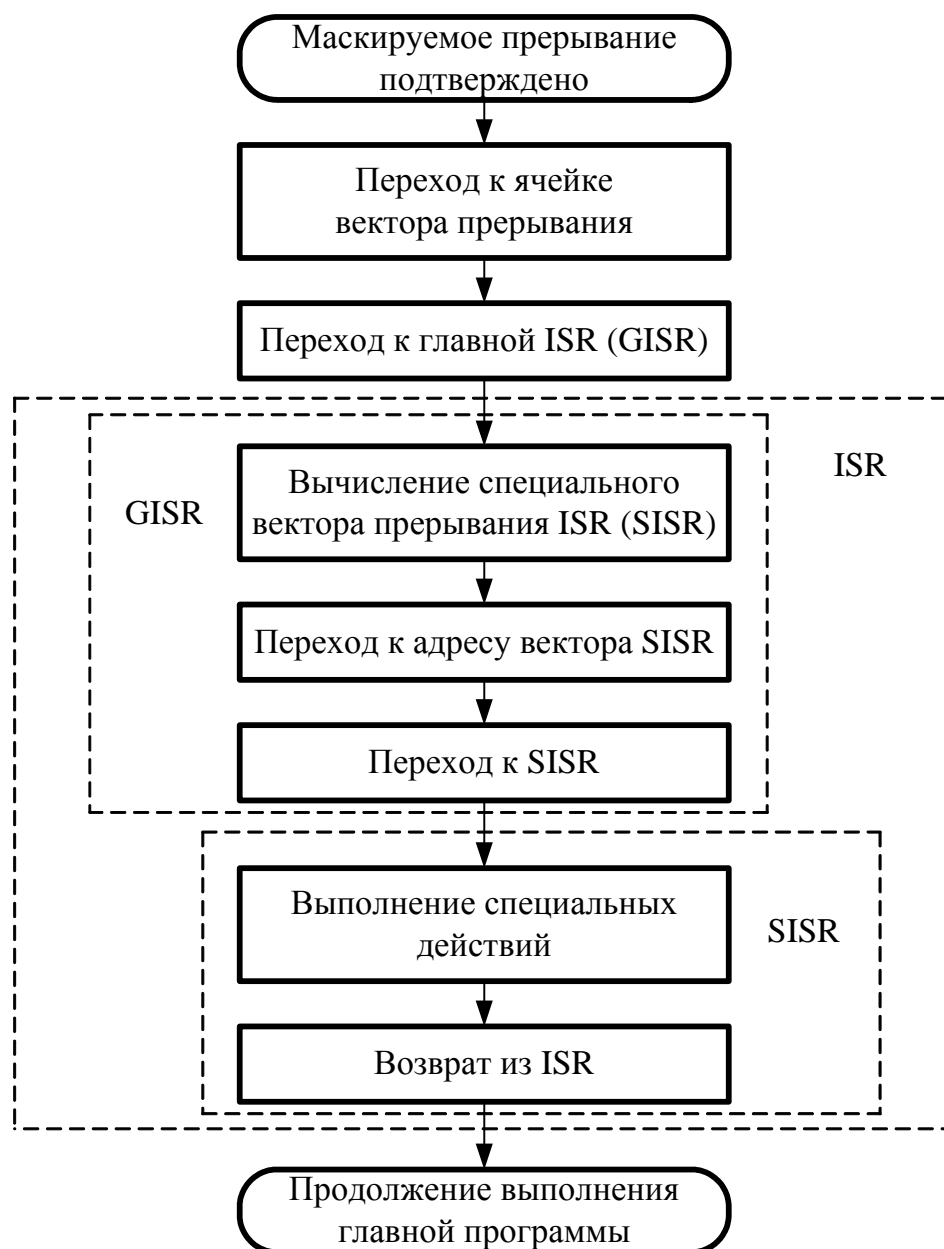 Маскируемое прерывание
подтверждено
Переход к ячейке
вектора прерывания
Переход к главной ISR (GISR)
ISR
GISR
Вычисление специального
вектора прерывания ISR (SISR)
Переход к адресу вектора SISR
Переход к SISR
Выполнение специальных
действий
SISR
Возврат из ISR
Продолжение выполнения
главной программы